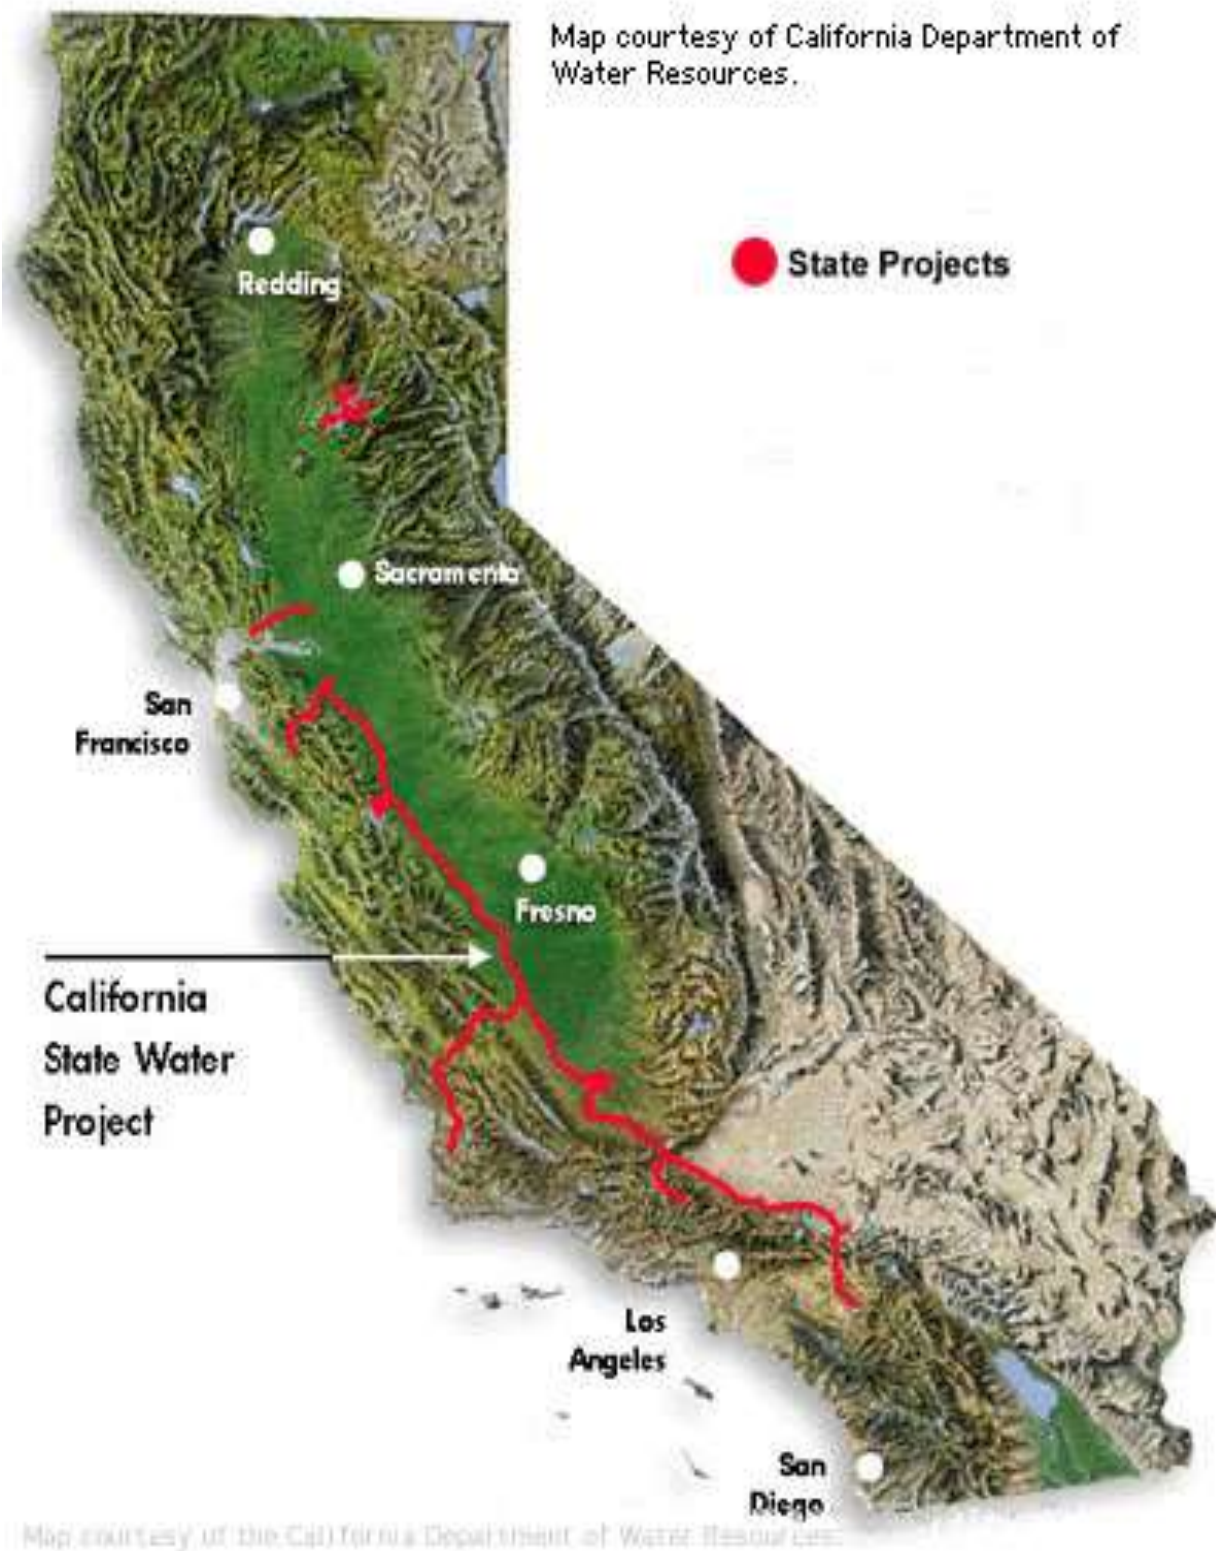 Map courtesy of California Department of
Water Resources.
State Projects
Redding
Sacramento
San
Francisco
Fresno
California
State Water
Project
Los
Angeles
San
Diego
Map courtesy of the California Department of Water Resources.